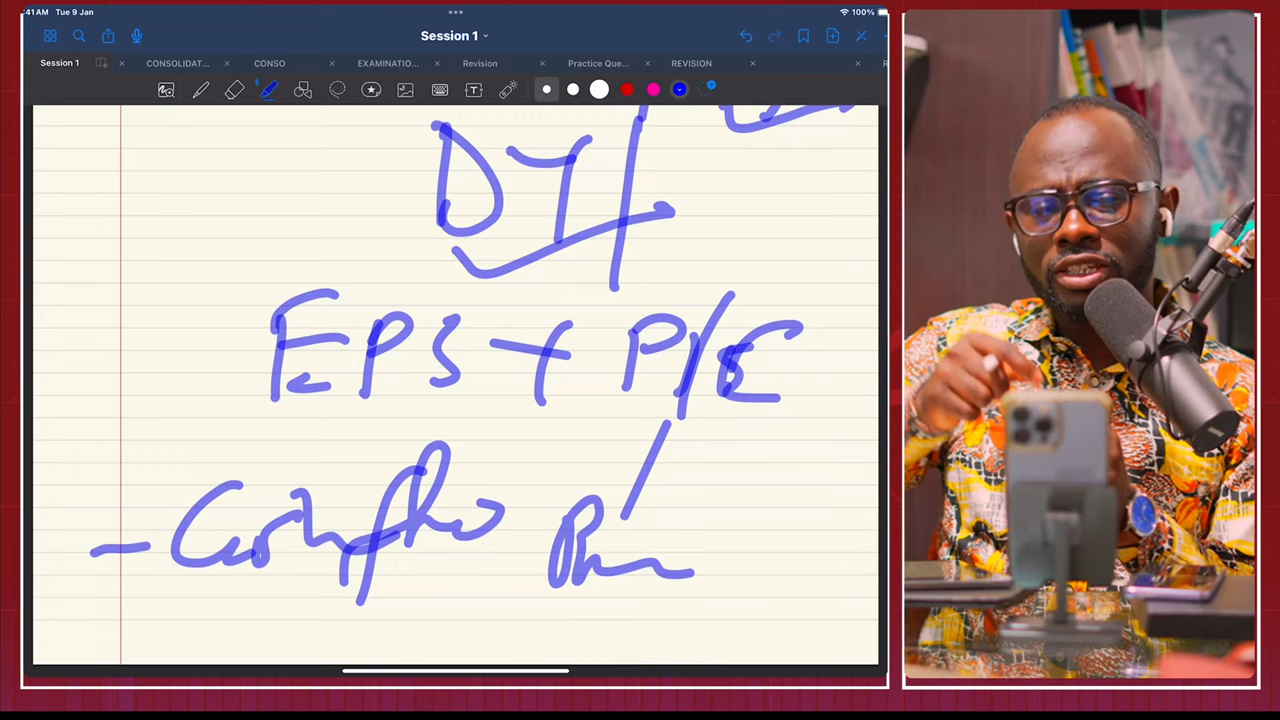 :41 AM Tue 9 Jan
100%
Session 1
Session 1 CONSOLIDAT... CONSO EXAMINATIO... Revision Practice Que... REVISION
DY
EPS + P/E
- Cashflo